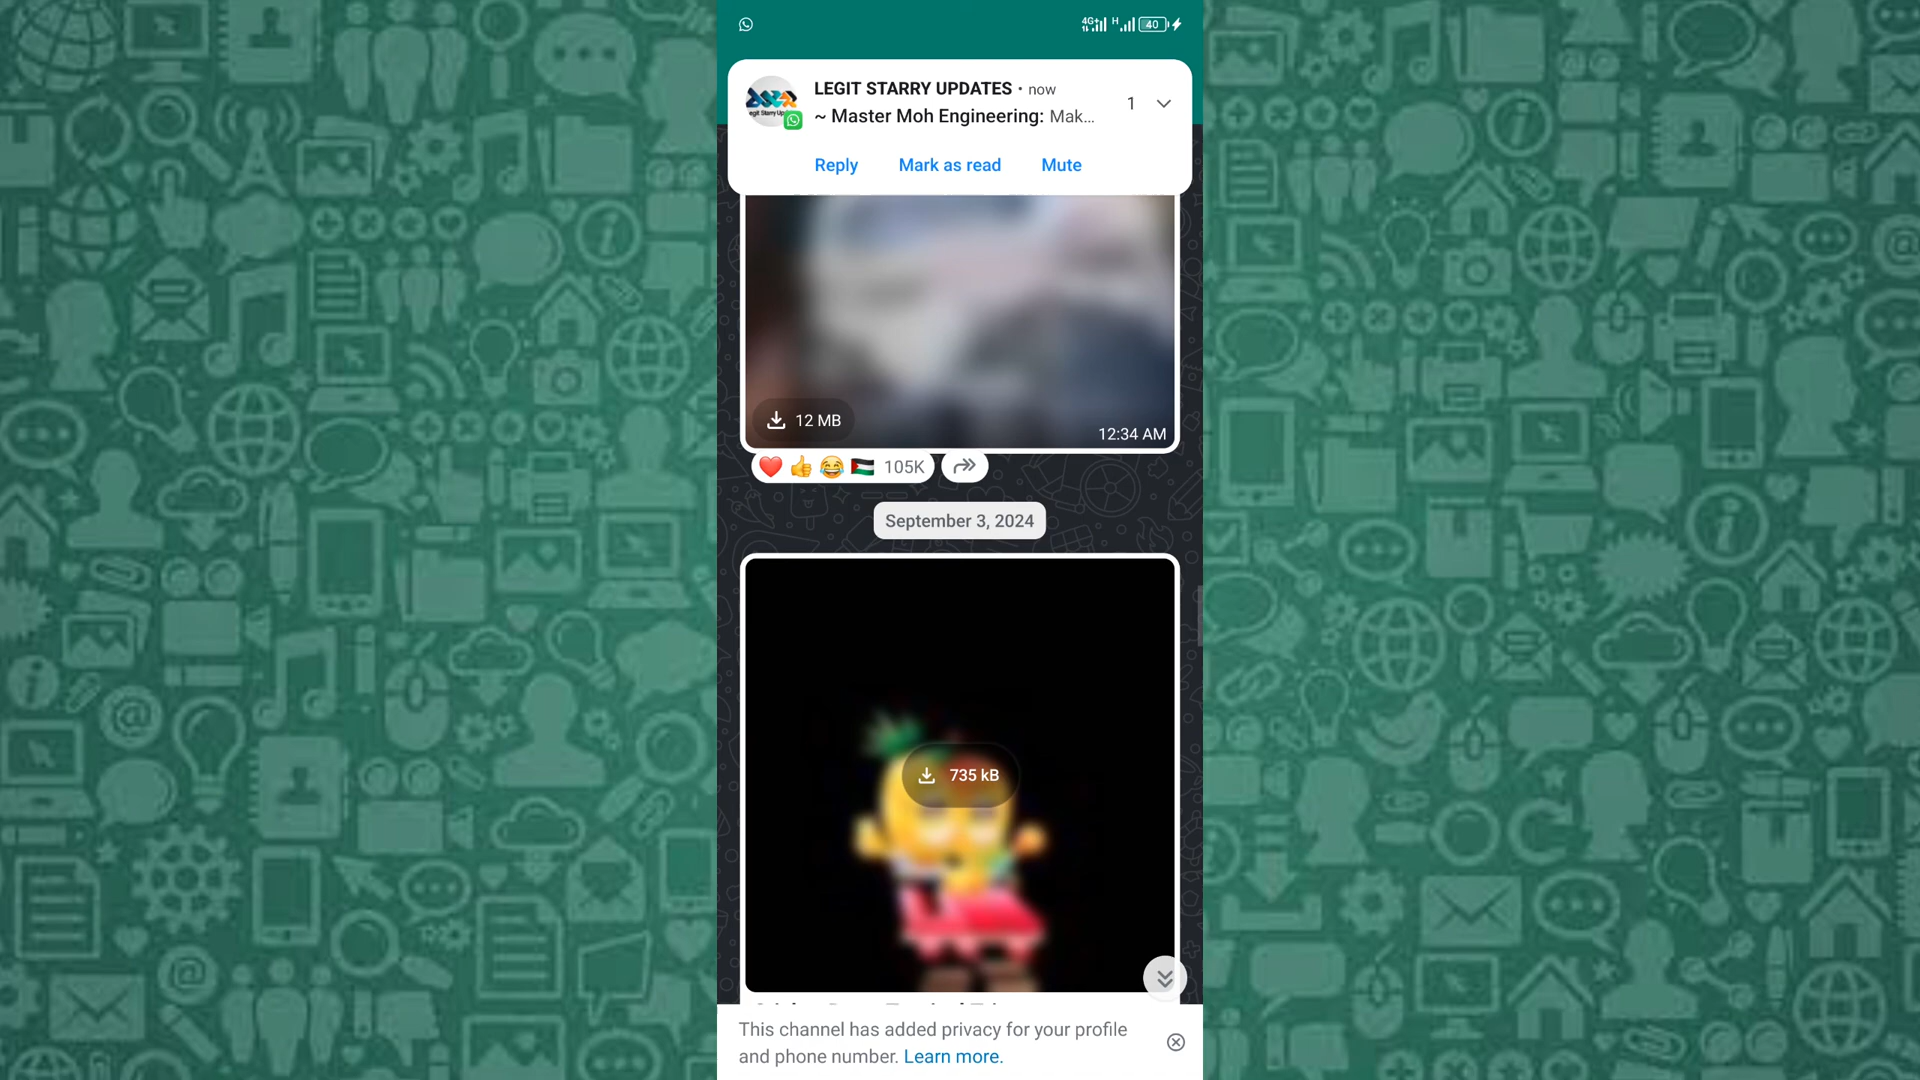 4G H 40
LEGIT STARRY UPDATES • now
~ Master Moh Engineering: Mak...
1
Reply Mark as read Mute
12 MB
12:34 AM
105K
September 3, 2024
735 kB
This channel has added privacy for your profile
and phone number. Learn more.